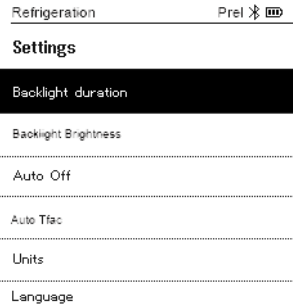 Refrigeration Prel
Settings
Backlight duration
Backlight Brightness
Auto Off
Auto Tfac
Units
Language